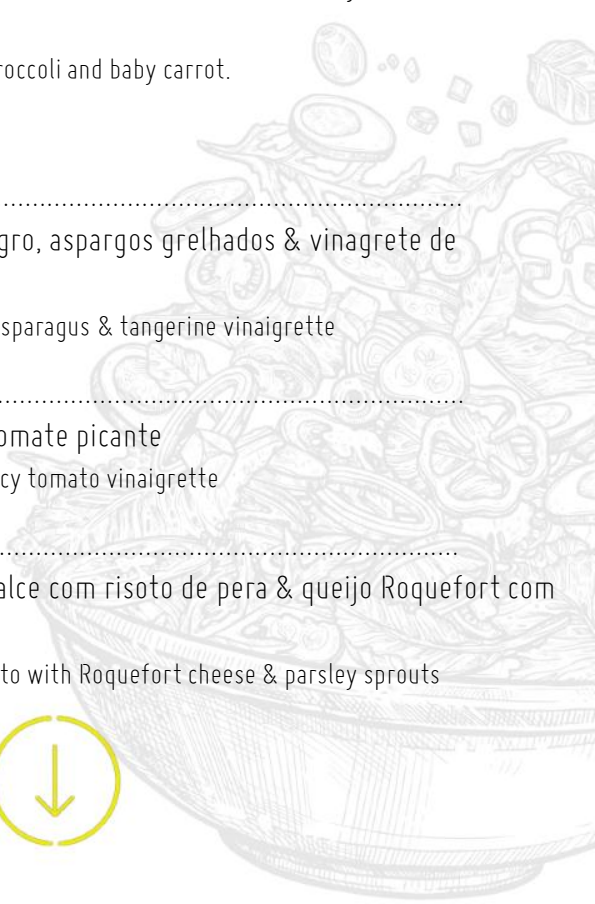 roccoli and baby carrot.
gro, aspargos grelhados & vinagrete de
sparagus & tangerine vinaigrette
omate picante
cy tomato vinaigrette
alce com risoto de pera & queijo Roquefort com
to with Roquefort cheese & parsley sprouts